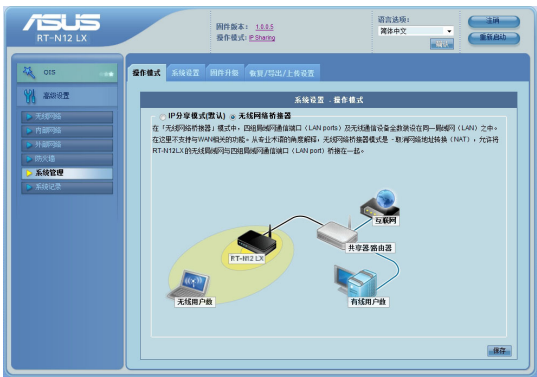 ASUS
RT-N12 LX
固件版本： 1.0.0.5
操作模式: IP Sharing
语言选项：
简体中文
确认
注销
重新启动
QIS
高级设置
无线网络
内部网络
外部网络
防火墙
系统管理
系统记录
操作模式 系统设置 固件升级 恢复/导出/上传设置
系统设置 - 操作模式
IP分享模式(默认) 无线网络桥接器
在「无线网络桥接器」模式中，四组局域网通信端口（LAN ports）及无线通信设备全数皆设在同一局域网（LAN）之中。
在这里不支持与WAN相关的功能。从专业术语的角度解释，无线网络桥接器模式是，取消网络地址转换（NAT），允许将
RT-N12LX 的无线局域网与四组局域网通信端口（LAN port）桥接在一起。
互联网
RT-N12 LX
共享器路由器
无线用户数
有线用户数
保存